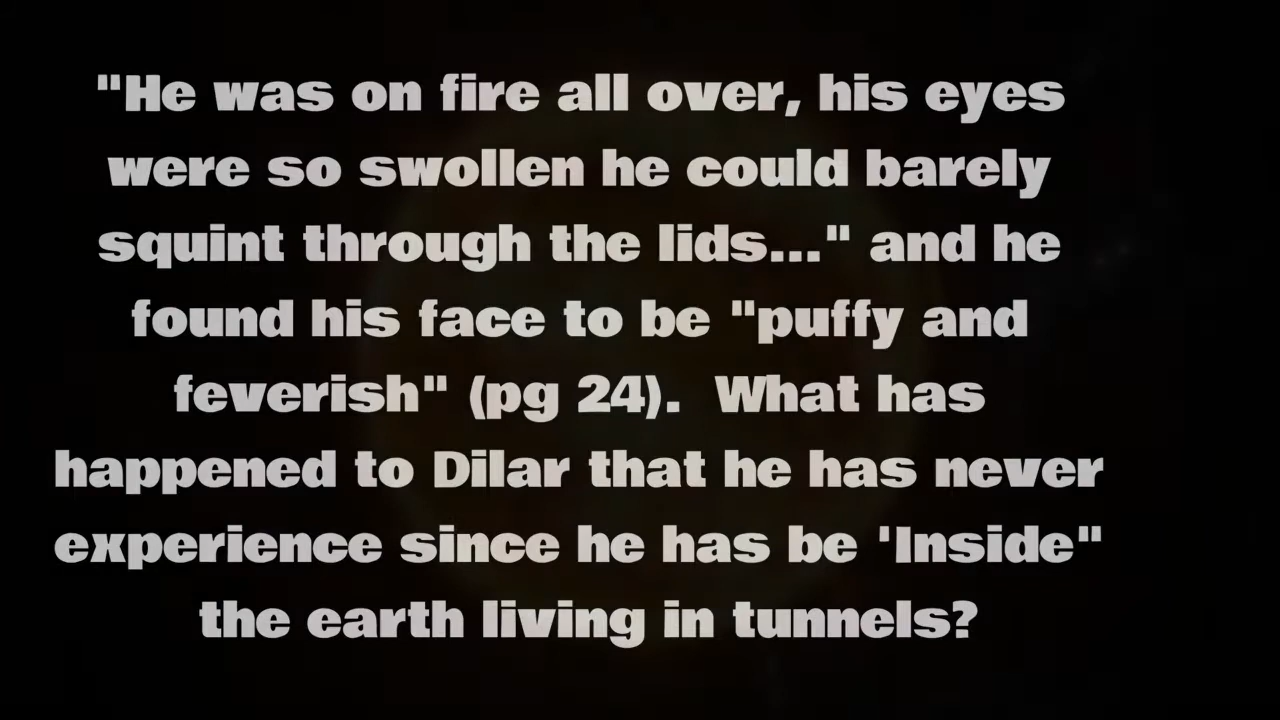 "He was on fire all over, his eyes
were so swollen he could barely
squint through the lids..." and he
found his face to be "puffy and
feverish" (pg 24).  What has
happened to Dilar that he has never
experience since he has be 'Inside"
the earth living in tunnels?